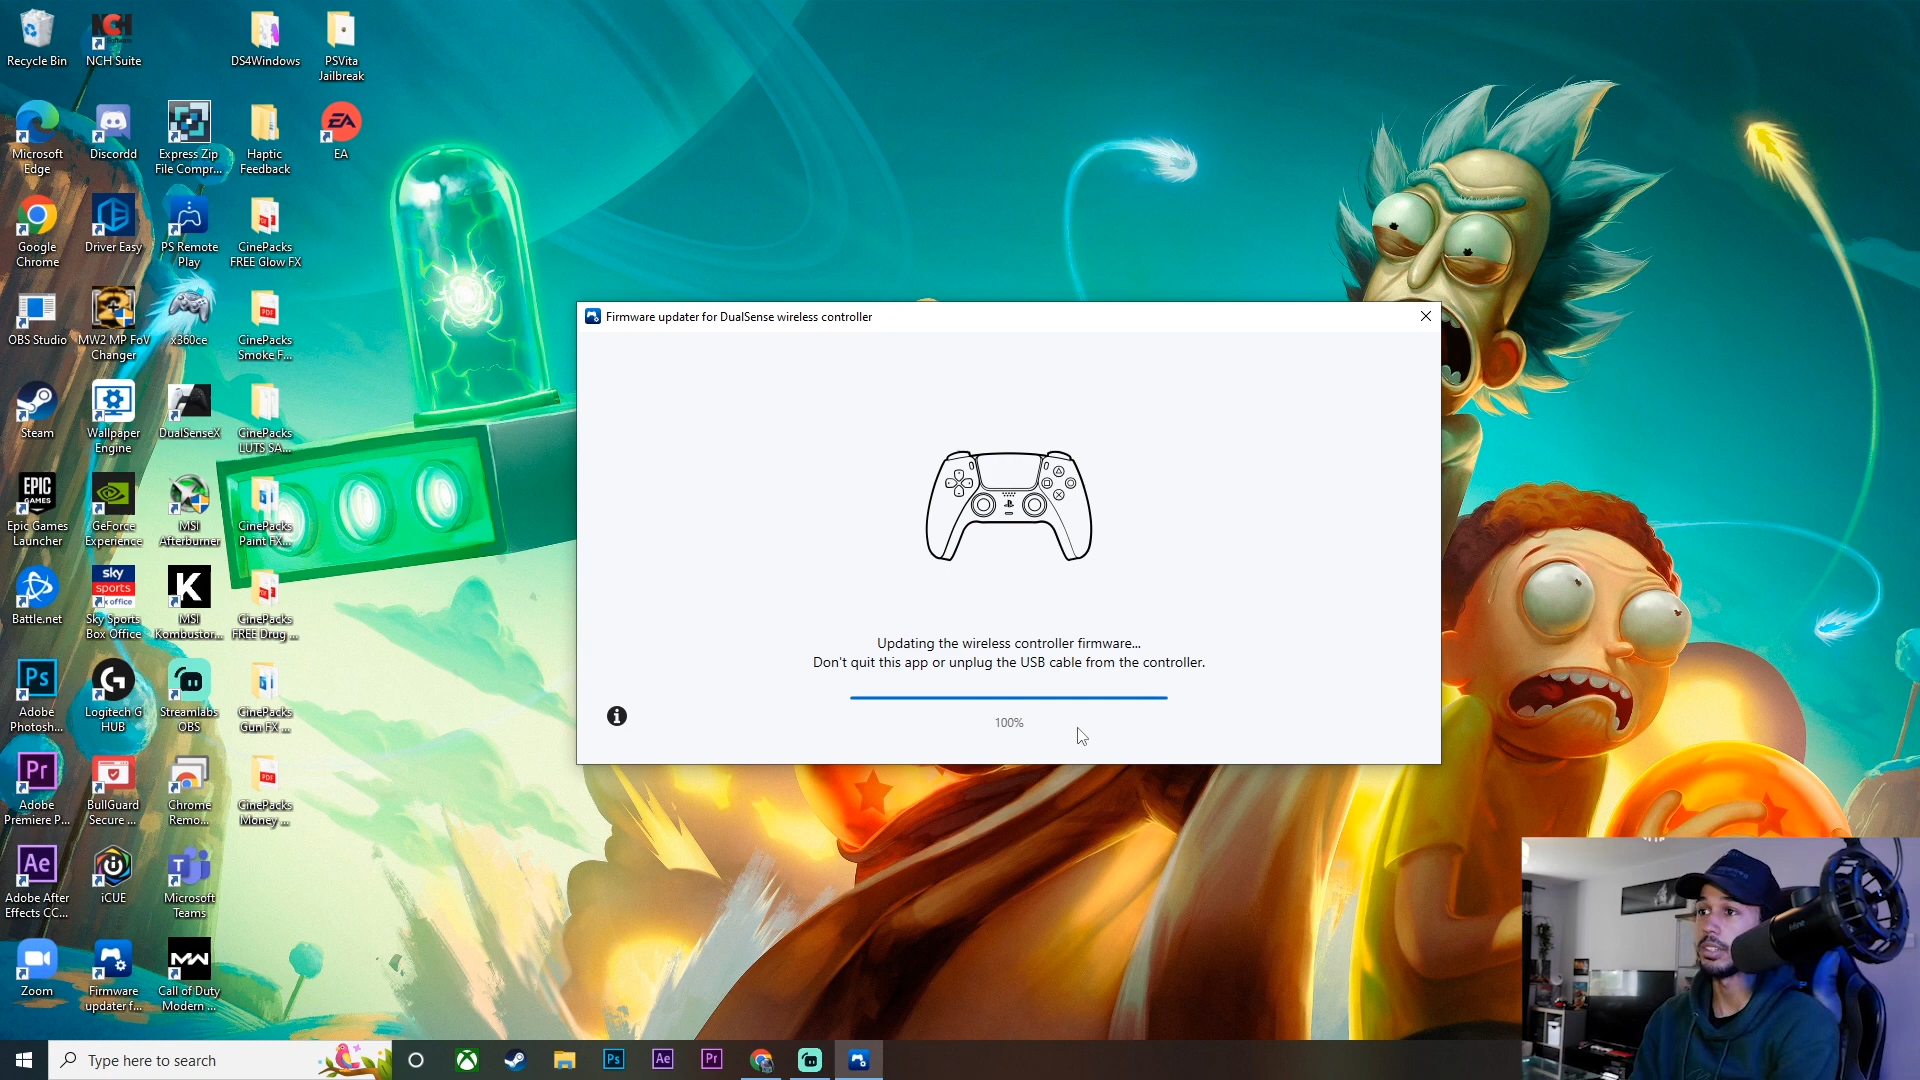 Recycle Bin
NCH Suite
DS4Windows
PSVita
Jailbreak
Microsoft
Edge
Discordd
Express Zip
File Compr...
Haptic
Feedback
EA
Google
Chrome
Driver Easy
PS Remote
Play
CinePacks
FREE Glow FX
OBS Studio
MW2 MP FoV
Changer
x360ce
CinePacks
Smoke F...
Steam
Wallpaper
Engine
DualSenseX
CinePacks
LUTS SA...
Epic Games
Launcher
GeForce
Experience
MSI
Afterburner
CinePacks
Paint FX...
Battle.net
Sky Sports
Box Office
MSI
Kombustor...
CinePacks
FREE Drug ...
Adobe
Photosh...
Logitech G
HUB
Streamlabs
OBS
CinePacks
Gun FX ...
Adobe
Premiere P...
BullGuard
Secure ...
Chrome
Remo...
CinePacks
Money ...
Adobe After
Effects CC...
iCUE
Microsoft
Teams
Zoom
Firmware
updater f...
Call of Duty
Modern ...
Firmware updater for DualSense wireless controller
Updating the wireless controller firmware...
Don't quit this app or unplug the USB cable from the controller.
100%
Type here to search